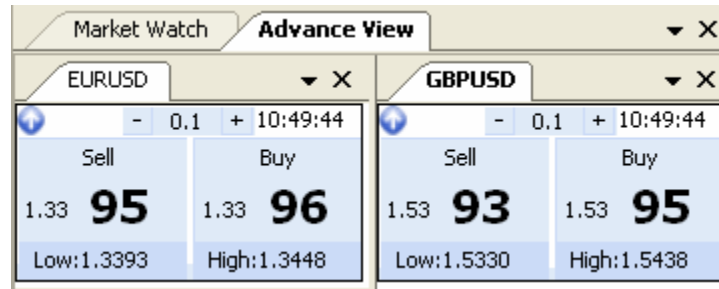 Market Watch Advance View
EURUSD
- 0.1 + 10:49:44
Sell Buy
1.33 95 1.33 96
Low:1.3393 High:1.3448
GBPUSD
- 0.1 + 10:49:44
Sell Buy
1.53 93 1.53 95
Low:1.5330 High:1.5438